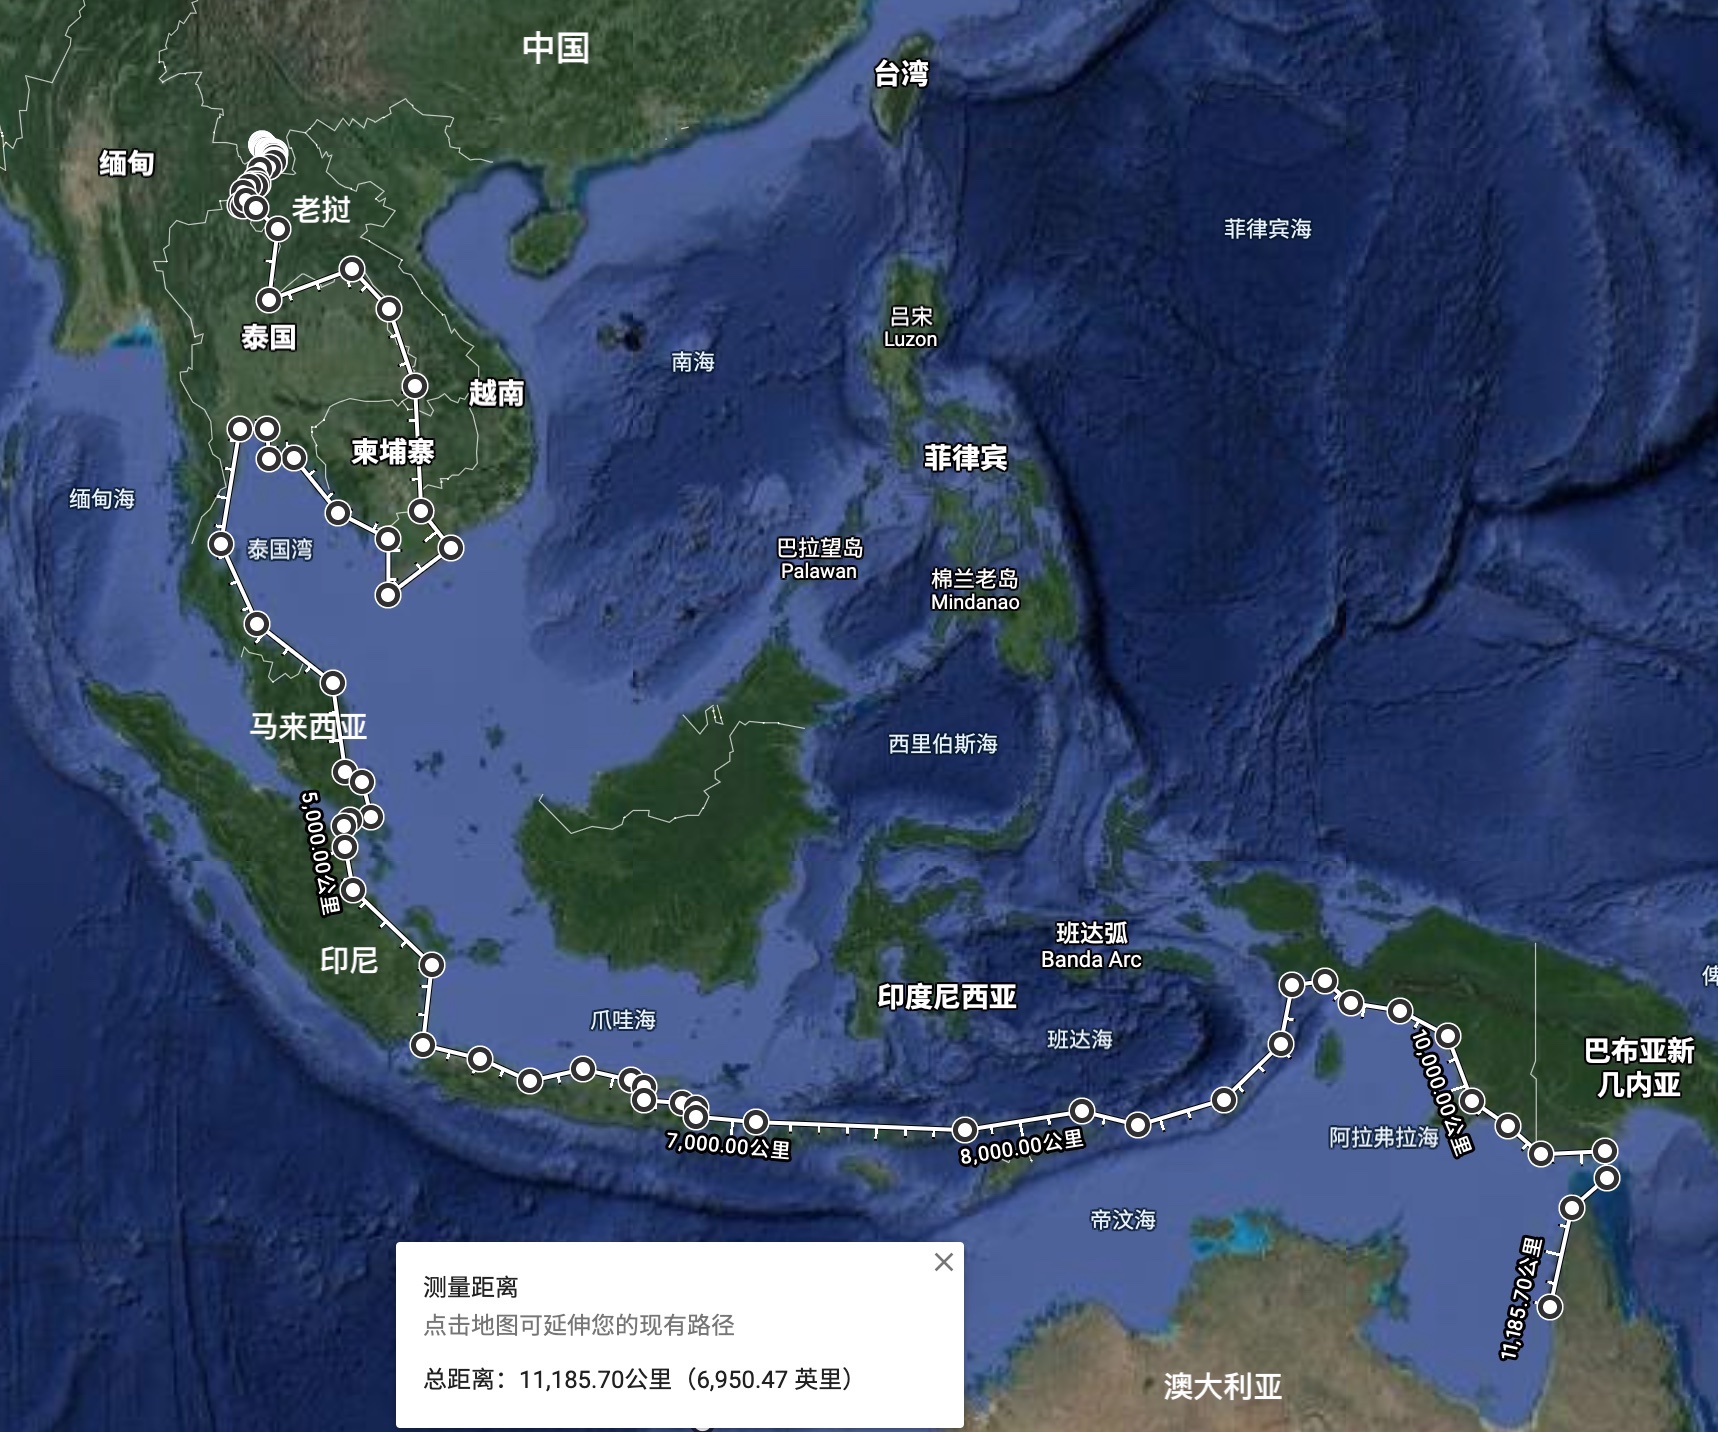 中国
台湾
缅甸
老挝
菲律宾海
吕宋
Luzon
泰国
南海
越南
柬埔寨
菲律宾
缅甸海
泰国湾
巴拉望岛
Palawan
棉兰老岛
Mindanao
马来西亚
西里伯斯海
5,000.00公里
班达弧
Banda Arc
印尼
印度尼西亚
爪哇海
班达海
10,000.00公里
巴布亚新
几内亚
7,000.00公里
8,000.00公里
阿拉弗拉海
帝汶海
11,185.70公里
测量距离
点击地图可延伸您的现有路径
总距离：11,185.70公里（6,950.47 英里）
澳大利亚